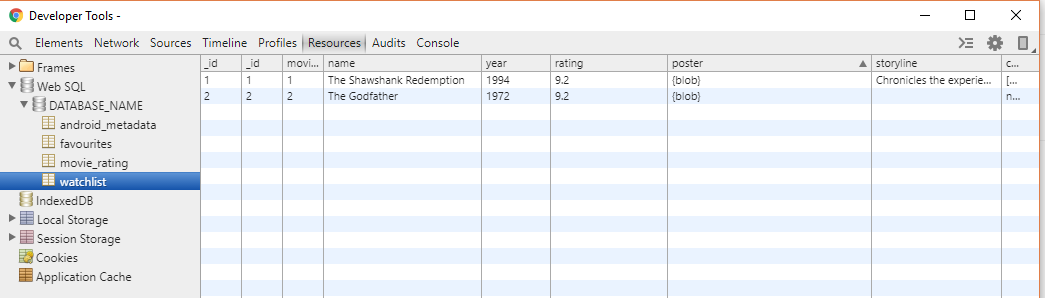 Developer Tools -
Elements Network Sources Timeline Profiles Resources Audits Console
Frames
Web SQL
DATABASE_NAME
android_metadata
favourites
movie_rating
watchlist
IndexedDB
Local Storage
Session Storage
Cookies
Application Cache
_id _id movi... name year rating poster storyline c...
1 1 1 The Shawshank Redemption 1994 9.2 {blob} Chronicles the experie... [...
2 2 2 The Godfather 1972 9.2 {blob} n...